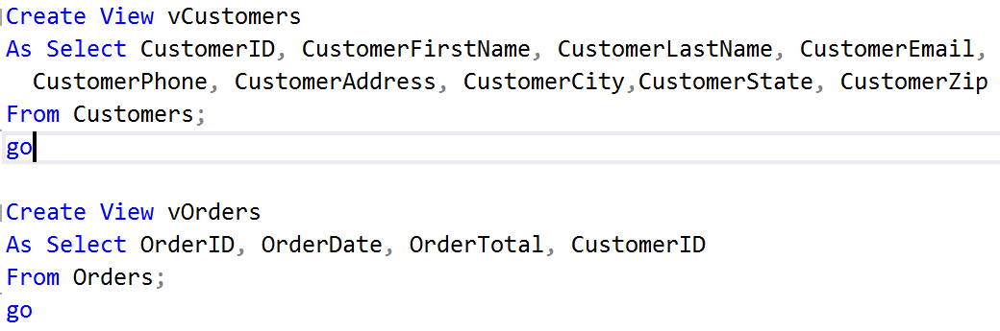 Create View vCustomers
As Select CustomerID, CustomerFirstName, CustomerLastName, CustomerEmail,
  CustomerPhone, CustomerAddress, CustomerCity,CustomerState, CustomerZip
From Customers;
go

Create View vOrders
As Select OrderID, OrderDate, OrderTotal, CustomerID
From Orders;
go